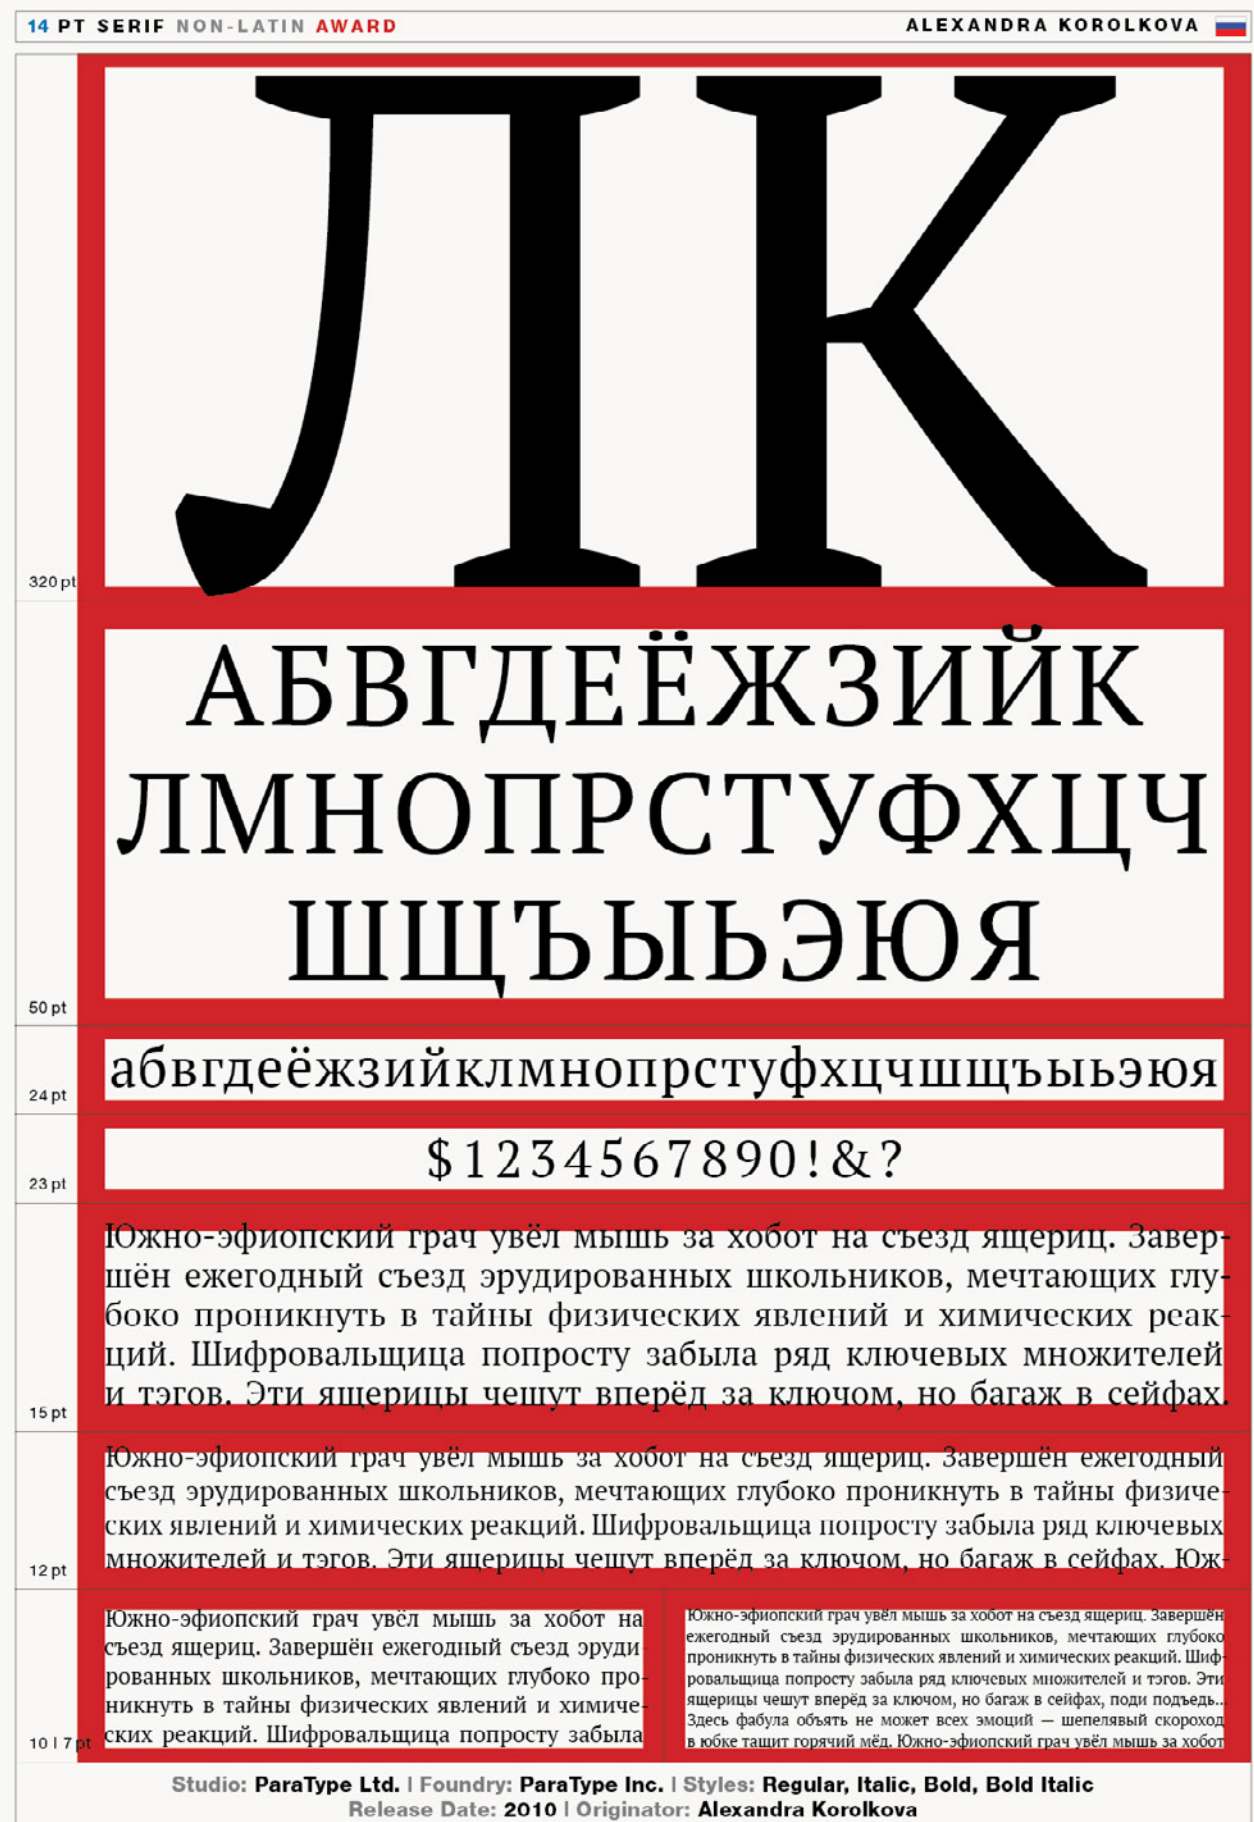 14 PT SERIF NON-LATIN AWARD
ALEXANDRA KOROLKOVA
ЛК
320 pt
АБВГДЕЁЖЗИЙК
ЛМНОПРСТУФХЦЧ
ШЩЪЫЬЭЮЯ
50 pt
абвгдеёжзийклмнопрстуфхцчшщъыьэюя
24 pt
$1234567890!&?
23 pt
Южно-эфиопский грач увёл мышь за хобот на съезд ящериц. Завер-
шён ежегодный съезд эрудированных школьников, мечтающих глу-
боко проникнуть в тайны физических явлений и химических реак-
ций. Шифровальщица попросту забыла ряд ключевых множителей
и тэгов. Эти ящерицы чешут вперёд за ключом, но багаж в сейфах.
15 pt
Южно-эфиопский грач увёл мышь за хобот на съезд ящериц. Завершён ежегодный
съезд эрудированных школьников, мечтающих глубоко проникнуть в тайны физиче-
ских явлений и химических реакций. Шифровальщица попросту забыла ряд ключевых
множителей и тэгов. Эти ящерицы чешут вперёд за ключом, но багаж в сейфах. Юж-
12 pt
Южно-эфиопский грач увёл мышь за хобот на
съезд ящериц. Завершён ежегодный съезд эруди-
рованных школьников, мечтающих глубоко про-
никнуть в тайны физических явлений и химиче-
ских реакций. Шифровальщица попросту забыла
10 | 7 pt
Южно-эфиопский грач увёл мышь за хобот на съезд ящериц. Завершён
ежегодный съезд эрудированных школьников, мечтающих глубоко
проникнуть в тайны физических явлений и химических реакций. Шиф-
ровальщица попросту забыла ряд ключевых множителей и тэгов. Эти
ящерицы чешут вперёд за ключом, но багаж в сейфах, поди подъедь...
Здесь фабула объять не может всех эмоций — шепелявый скороход
в юбке тащит горячий мёд. Южно-эфиопский грач увёл мышь за хобот
Studio: ParaType Ltd. | Foundry: ParaType Inc. | Styles: Regular, Italic, Bold, Bold Italic
Release Date: 2010 | Originator: Alexandra Korolkova